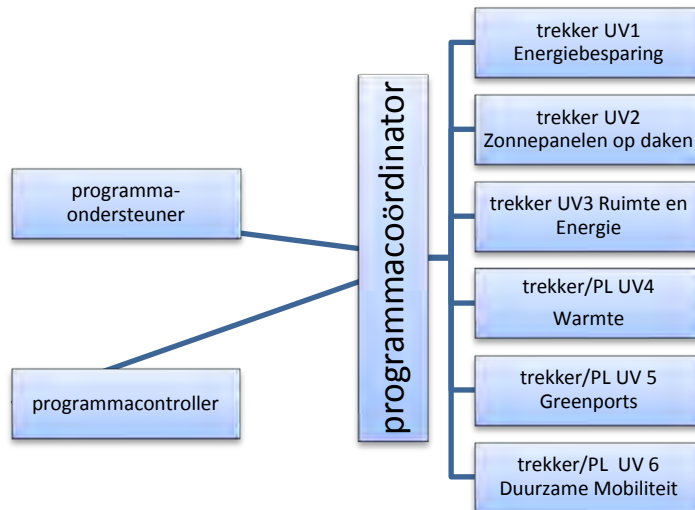 programma-
ondersteuner
programmacontroller
programmacoördinator
trekker UV1
Energiebesparing
trekker UV2
Zonnepanelen op daken
trekker UV3 Ruimte en
Energie
trekker/PL UV4
Warmte
trekker/PL UV 5
Greenports
trekker/PL  UV 6
Duurzame Mobiliteit